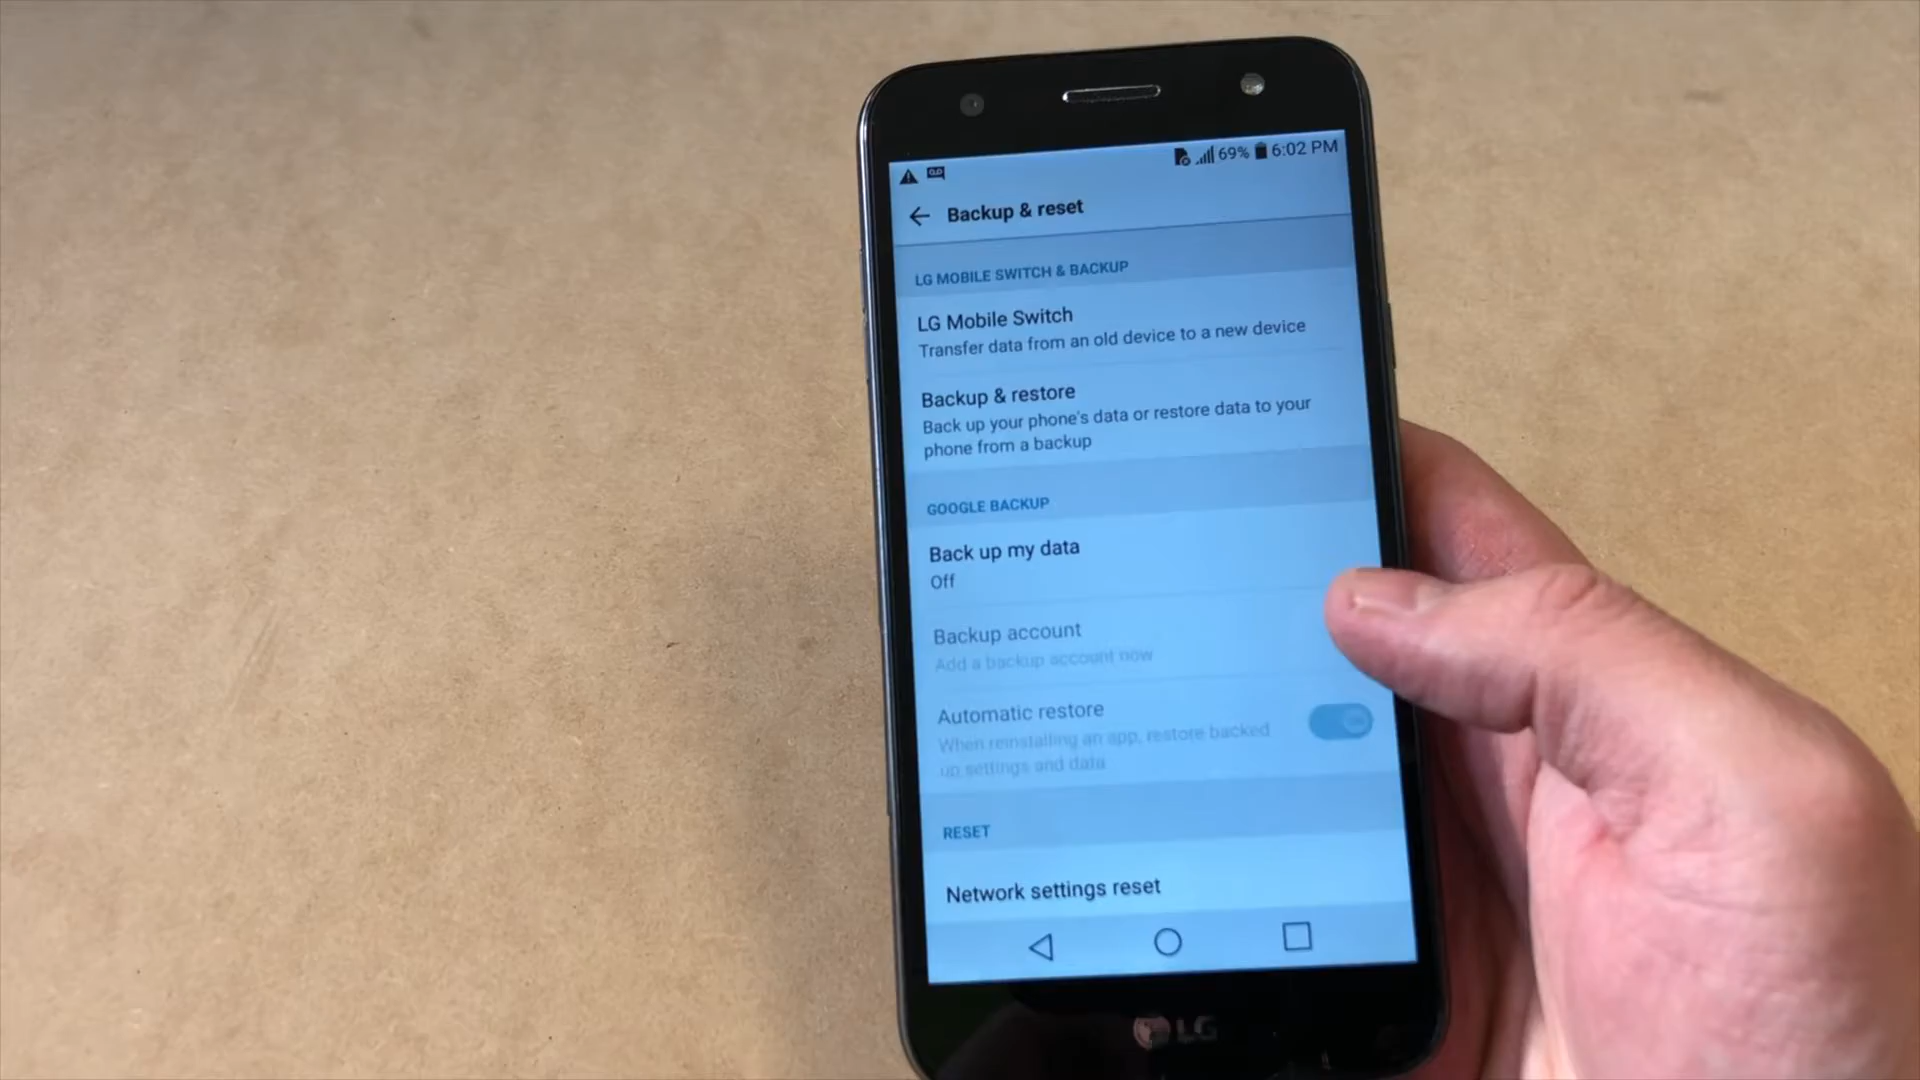 69% 6:02 PM
Backup & reset
LG MOBILE SWITCH & BACKUP
LG Mobile Switch
Transfer data from an old device to a new device
Backup & restore
Back up your phone's data or restore data to your
phone from a backup
GOOGLE BACKUP
Back up my data
Off
Backup account
Add a backup account now
Automatic restore
When reinstalling an app, restore backed
up settings and data
RESET
Network settings reset
LG